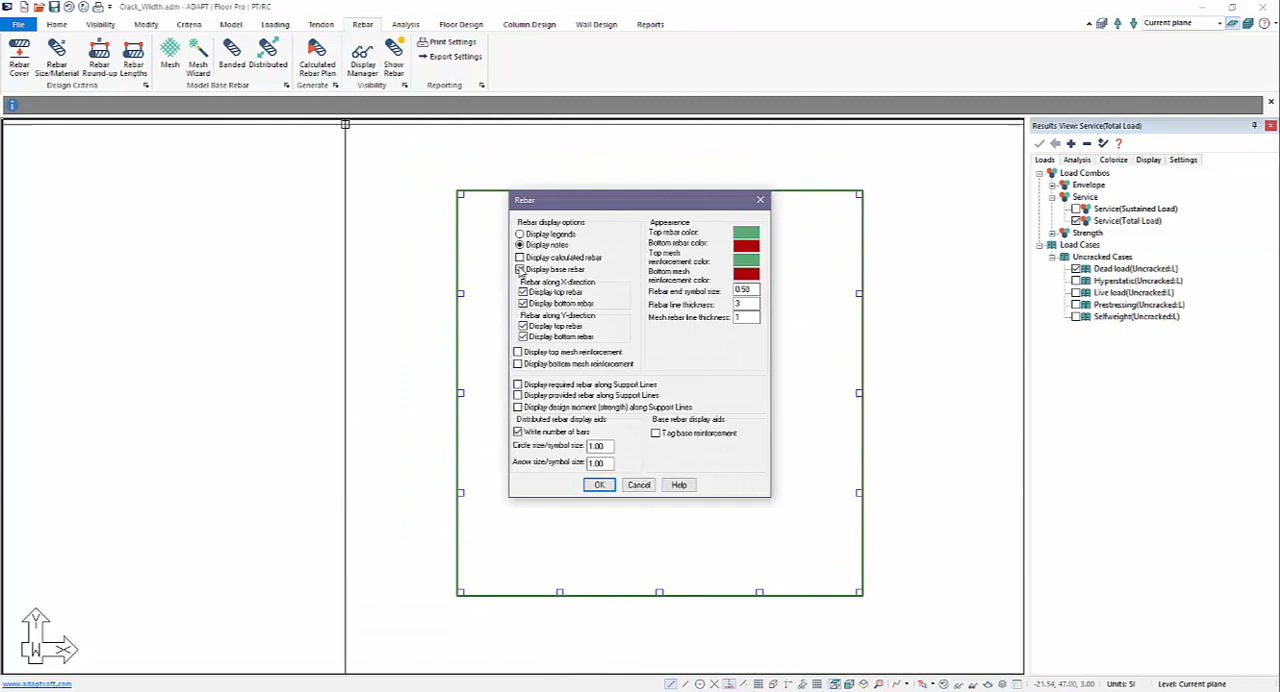 Crack_Width.adm - ADAPT | Floor Pro | PT/RC
File Home Visibility Modify Criteria Model Loading Tendon Rebar Analysis Floor Design Column Design Wall Design Reports
Current plane
Rebar Cover
Rebar Size/Material
Rebar Round-up
Rebar Lengths
Mesh
Mesh Wizard
Banded
Distributed
Calculated Rebar Plan
Display Manager
Show Rebar
Print Settings
Export Settings
Design Criteria
Model Base Rebar
Generate
Visibility
Reporting
Results View: Service(Total Load)
Loads Analysis Colorize Display Settings
Load Combos
Envelope
Service
Service(Sustained Load)
Service(Total Load)
Strength
Load Cases
Uncracked Cases
Dead load(Uncracked:L)
Hyperstatic(Uncracked:L)
Live load(Uncracked:L)
Prestressing(Uncracked:L)
Selfweight(Uncracked:L)
Rebar
Rebar display options
Display legends
Display notes
Display calculated rebar
Display base rebar
Rebar along X-direction
Display top rebar
Display bottom rebar
Rebar along Y-direction
Display top rebar
Display bottom rebar
Display top mesh reinforcement
Display bottom mesh reinforcement
Appearance
Top rebar color:
Bottom rebar color:
Top mesh
reinforcement color:
Bottom mesh
reinforcement color:
Rebar end symbol size: 0.50
Rebar line thickness: 3
Mesh rebar line thickness: 1
Display required rebar along Support Lines
Display provided rebar along Support Lines
Display design moment (strength) along Support Lines
Distributed rebar display aids
Write number of bars
Circle size/symbol size: 1.00
Arrow size/symbol size: 1.00
Base rebar display aids
Tag base reinforcement
OK Cancel Help
Y
W X
www.adaptsoft.com
-21.54, 47.00, 3.00 Units: SI Level: Current plane